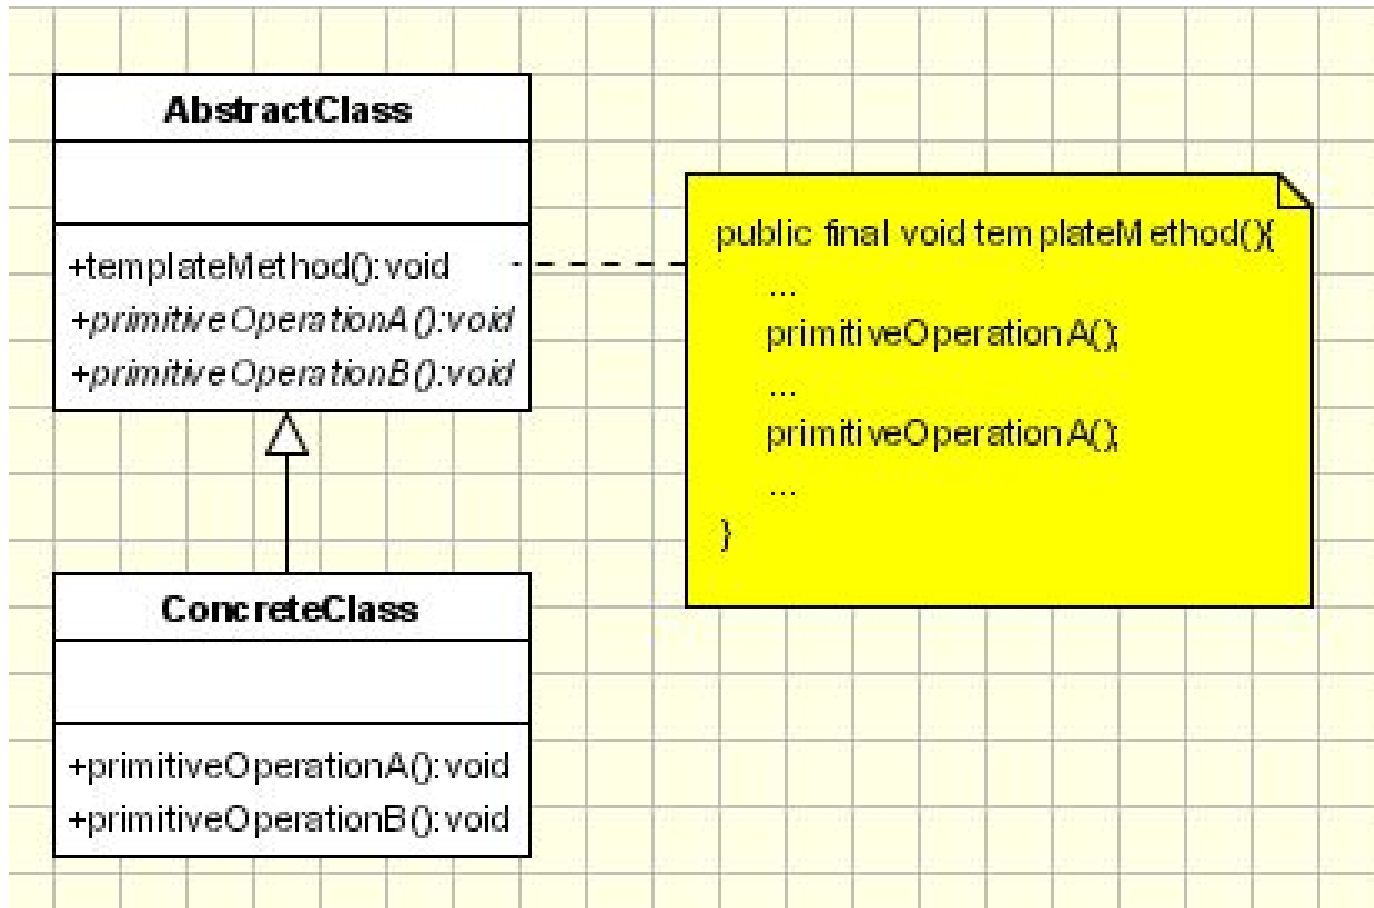 AbstractClass
+templateMethod():void
+primitiveOperationA():void
+primitiveOperationB():void
public final void templateMethod(){
...
primitiveOperationA();
...
primitiveOperationA();
...
}
ConcreteClass
+primitiveOperationA():void
+primitiveOperationB():void